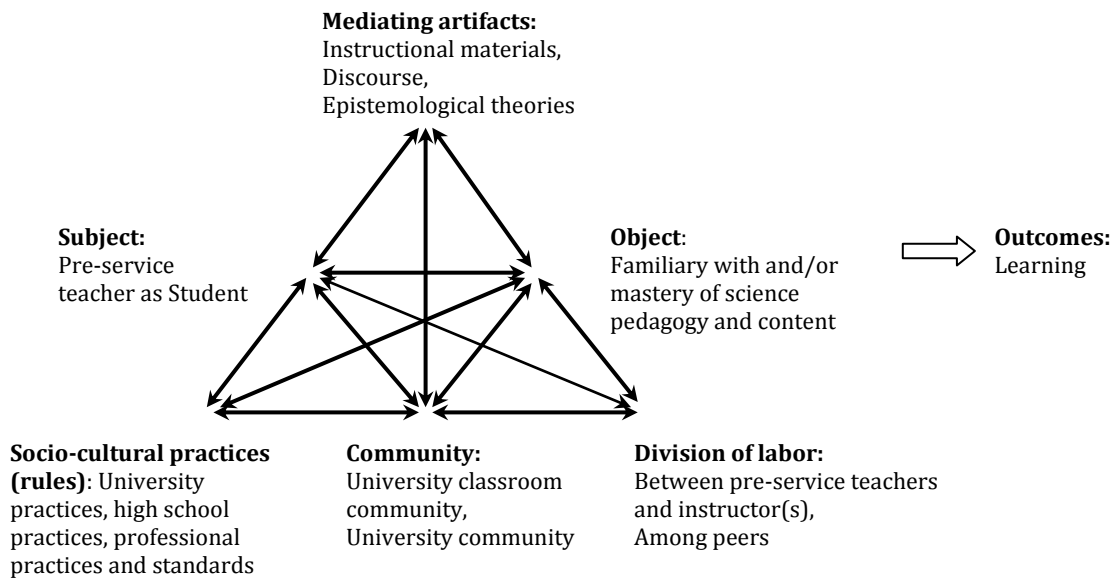 Mediating artifacts:
Instructional materials,
Discourse,
Epistemological theories
Subject:
Pre-service
teacher as Student
Object:
Familiary with and/or
mastery of science
pedagogy and content
Outcomes:
Learning
Socio-cultural practices
(rules): University
practices, high school
practices, professional
practices and standards
Community:
University classroom
community,
University community
Division of labor:
Between pre-service teachers
and instructor(s),
Among peers